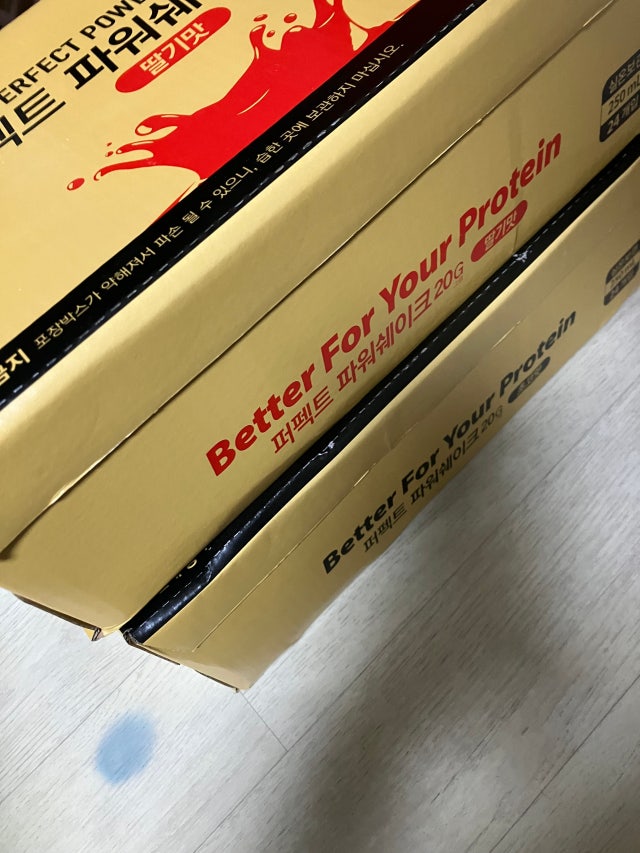 ERFECT POW
펙트 파워쉐
딸기맛
금지 포장박스가 약해져서 파손 될 수 있으니, 습한 곳에 보관하지 마십시오.
250 mL
Better For Your Protein
퍼펙트 파워쉐이크 20G 딸기맛
Better For Your Protein
퍼펙트 파워쉐이크 20G